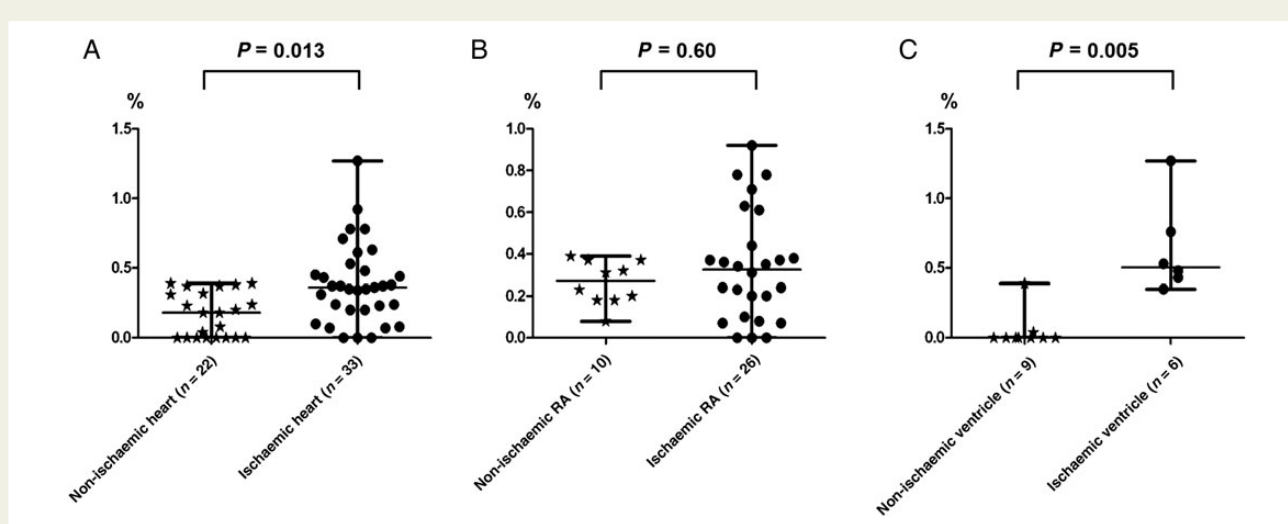 A
P = 0.013
%
1.5
1.0
0.5
0.0
Non-ischaemic heart (n = 22)
Ischaemic heart (n = 33)
B
P = 0.60
%
1.0
0.8
0.6
0.4
0.2
0.0
Non-ischaemic RA (n = 10)
Ischaemic RA (n = 26)
C
P = 0.005
%
1.5
1.0
0.5
0.0
Non-ischaemic ventricle (n = 9)
Ischaemic ventricle (n = 6)